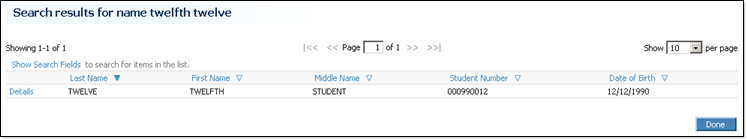 Search results for name twelfth twelve
Showing 1-1 of 1 |<< << Page 1 of 1 >> >>| Show 10 per page
Show Search Fields to search for items in the list.
Last Name ▼ First Name ▽ Middle Name ▽ Student Number ▽ Date of Birth ▽
Details TWELVE TWELFTH STUDENT 000990012 12/12/1990
Done